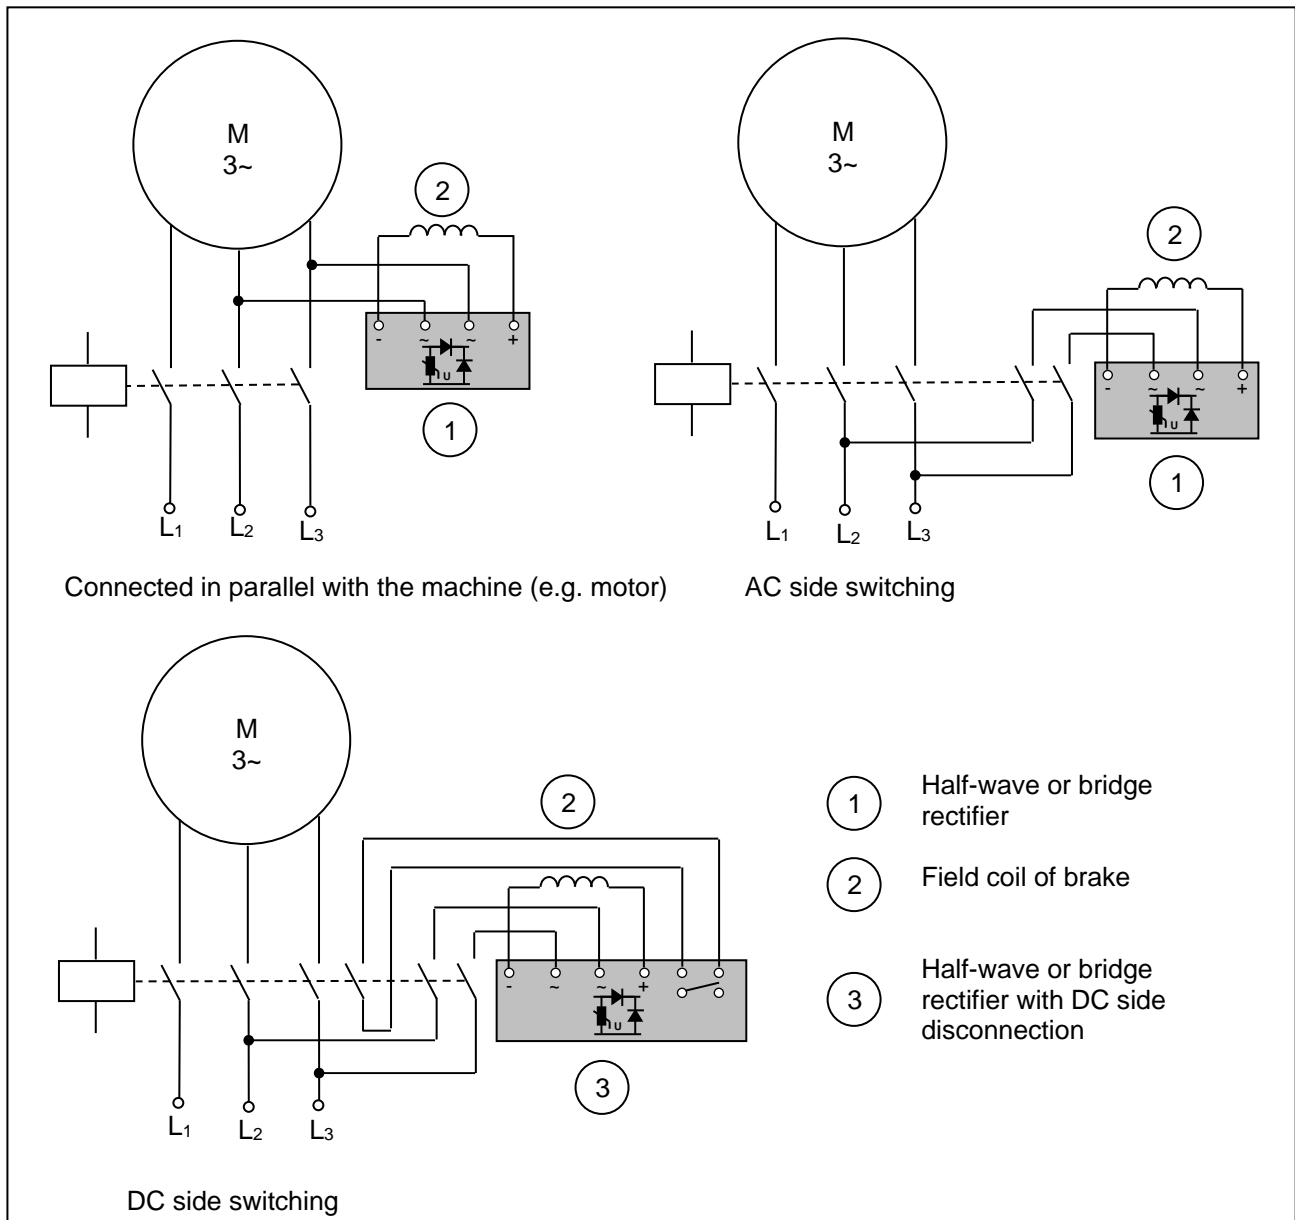 M
3~
2
- ~ ~ +
U
1
L1 L2 L3
Connected in parallel with the machine (e.g. motor)
M
3~
2
- ~ ~ +
U
1
L1 L2 L3
AC side switching
M
3~
2
- ~ ~ +
U
3
L1 L2 L3
DC side switching
1 Half-wave or bridge
rectifier
2 Field coil of brake
3 Half-wave or bridge
rectifier with DC side
disconnection